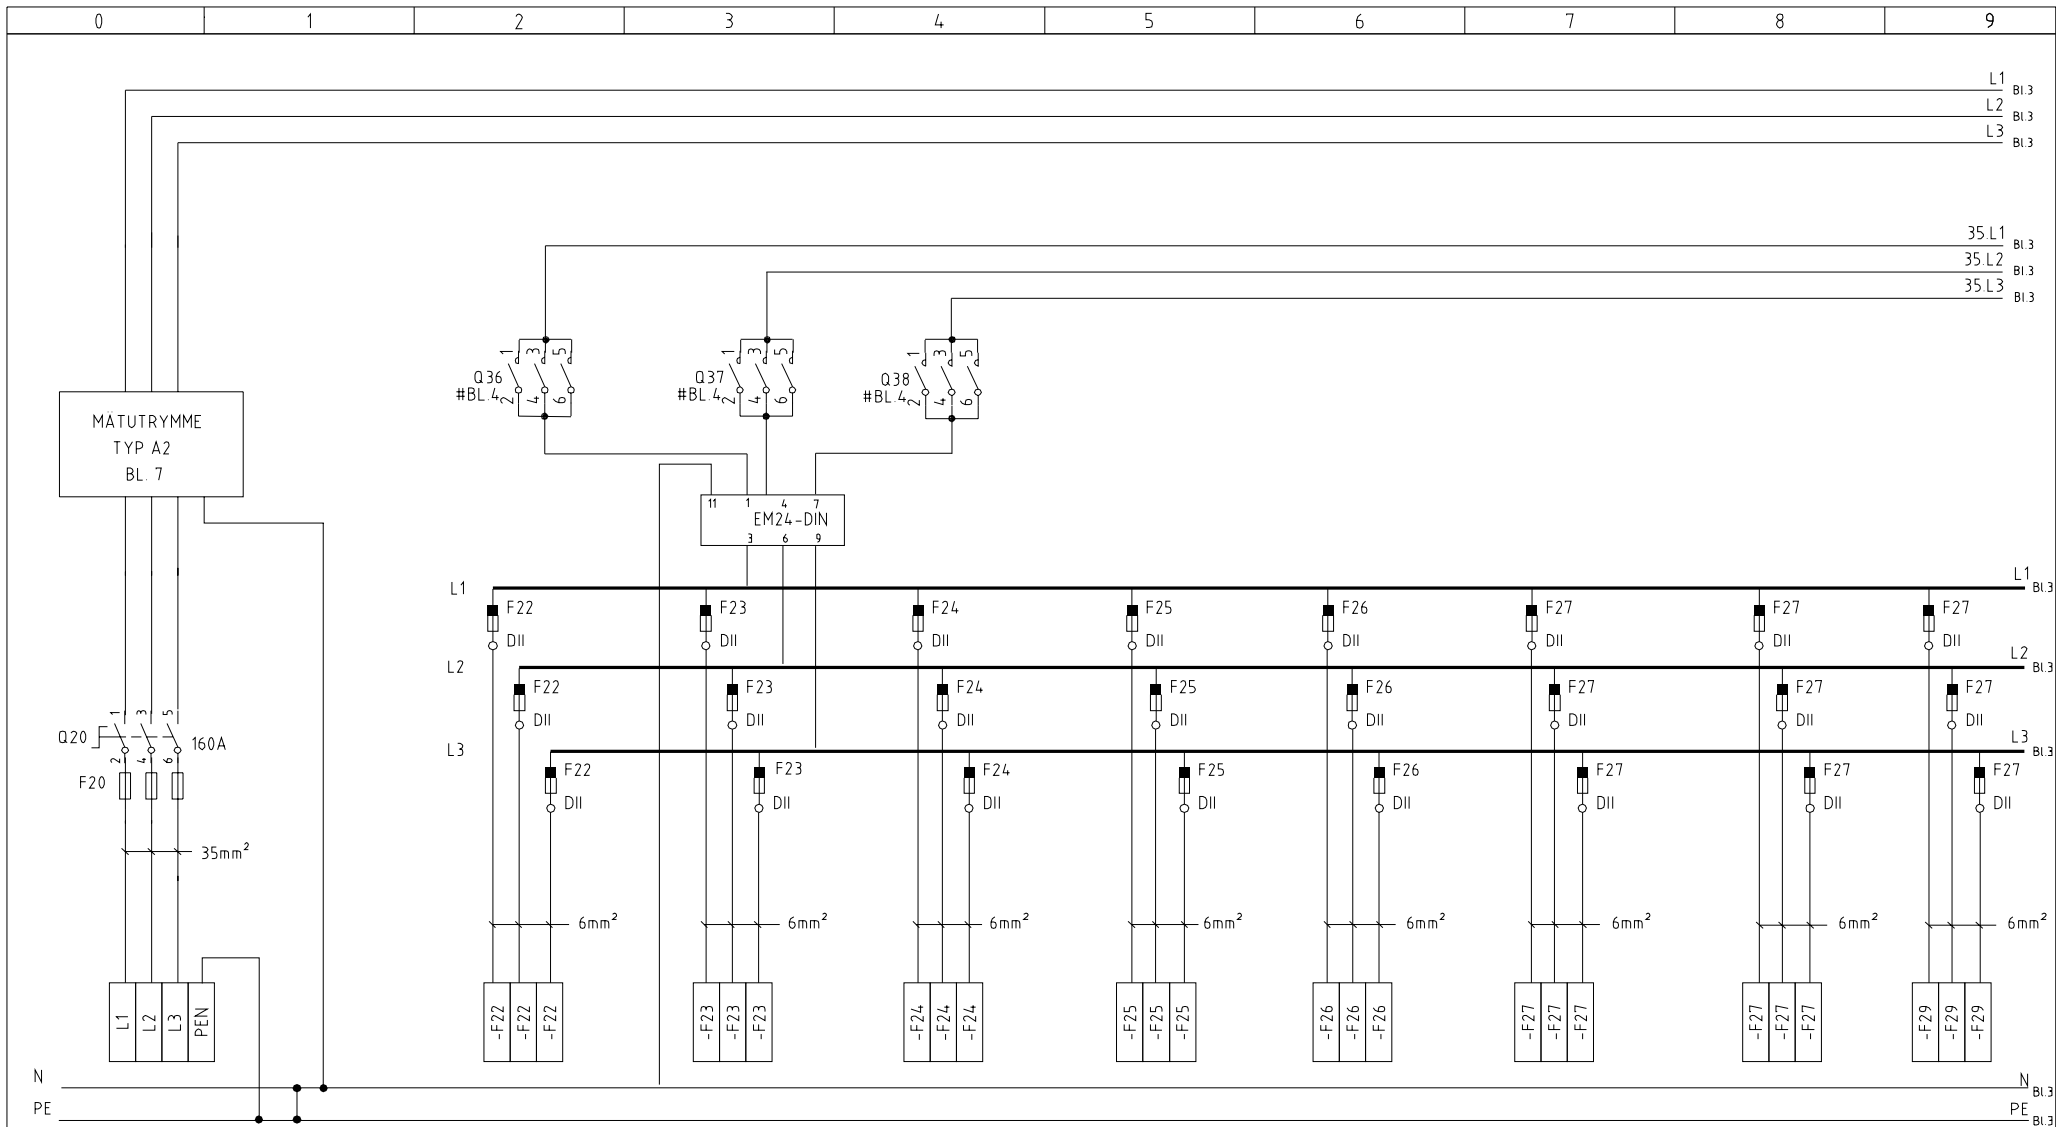 0 1 2 3 4 5 6 7 8 9
L1 Bl.3
L2 Bl.3
L3 Bl.3
35.L1 Bl.3
35.L2 Bl.3
35.L3 Bl.3
1 3 5
Q36
#BL.4
2 4 6
1 3 5
Q37
#BL.4
2 4 6
1 3 5
Q38
#BL.4
2 4 6
MÄTUTRYMME
TYP A2
BL. 7
11 1 4 7
EM24-DIN
3 6 9
L1 L1 Bl.3
F22 F23 F24 F25 F26 F27 F27 F27
DII DII DII DII DII DII DII DII
L2 L2 Bl.3
F22 F23 F24 F25 F26 F27 F27 F27
DII DII DII DII DII DII DII DII
1 3 5
Q20 160A
2 4 6
L3 L3 Bl.3
F22 F23 F24 F25 F26 F27 F27 F27
F20
DII DII DII DII DII DII DII DII
35mm²
6mm² 6mm² 6mm² 6mm² 6mm² 6mm² 6mm² 6mm²
L1 L2 L3 PEN
-F22 -F22 -F22
-F23 -F23 -F23
-F24 -F24 -F24
-F25 -F25 -F25
-F26 -F26 -F26
-F27 -F27 -F27
-F27 -F27 -F27
-F29 -F29 -F29
N N Bl.3
PE PE Bl.3